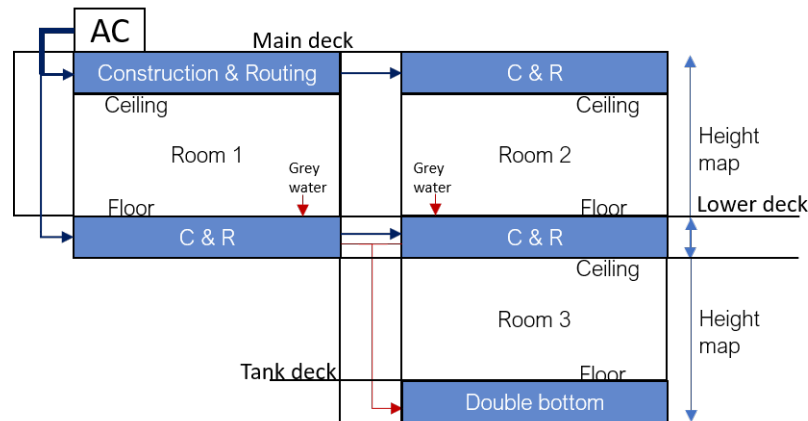 AC
Main deck
Construction & Routing
C & R
Ceiling
Ceiling
Room 1
Room 2
Height
map
Grey
water
Grey
water
Floor
Floor
Lower deck
C & R
C & R
Ceiling
Room 3
Height
map
Tank deck
Floor
Double bottom